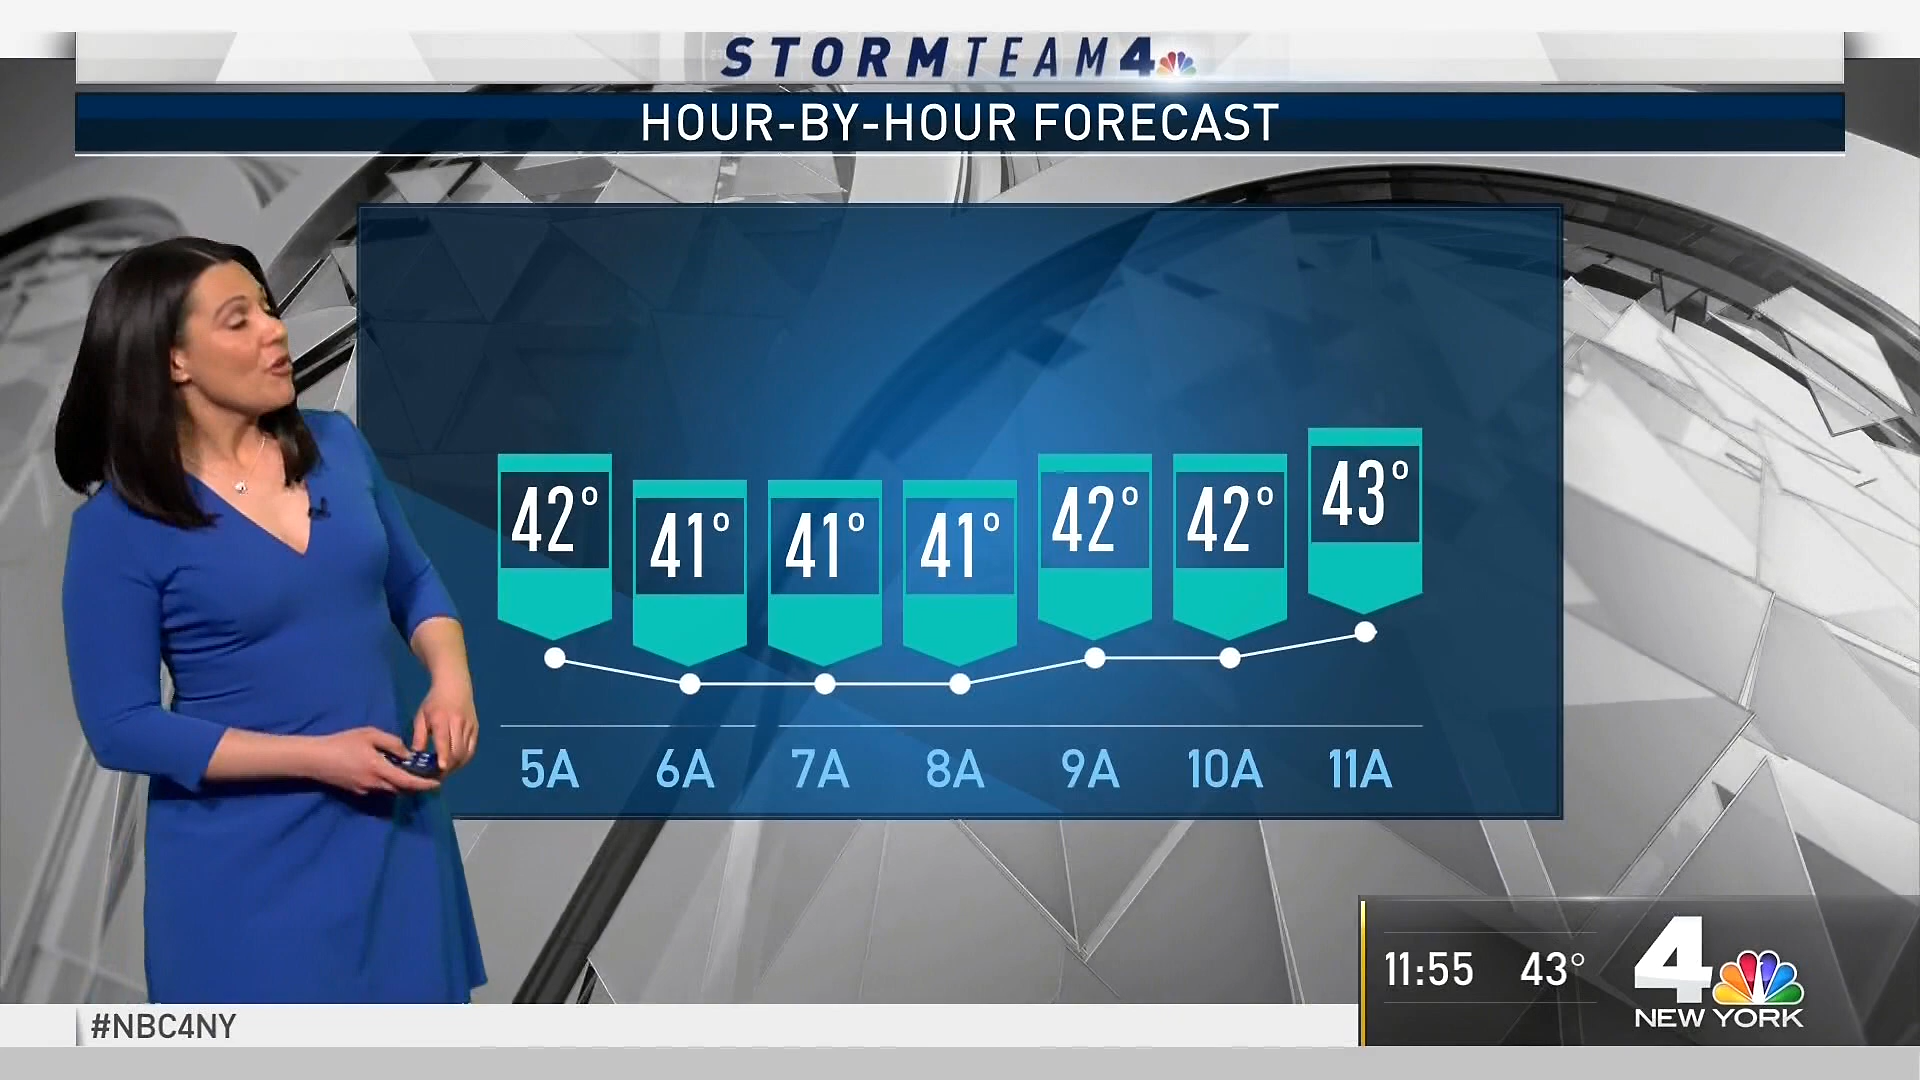 STORMTEAM4
HOUR-BY-HOUR FORECAST
42° 41° 41° 41° 42° 42° 43°
5A 6A 7A 8A 9A 10A 11A
11:55 43°
4
NEW YORK
#NBC4NY